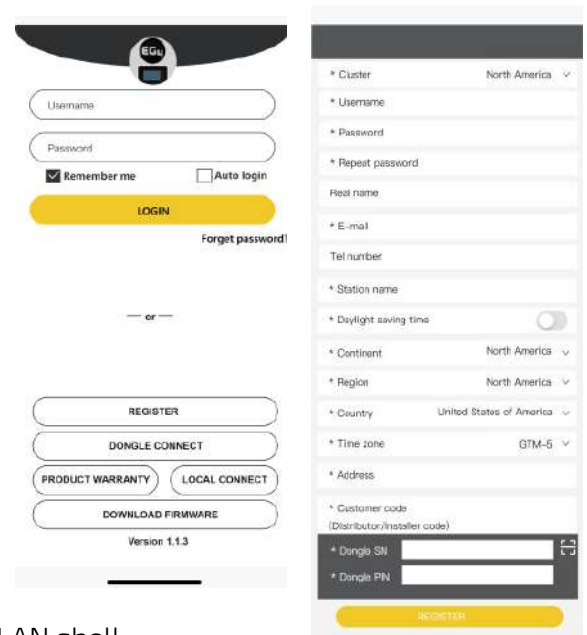 EG4
Username
Password
Remember me Auto login
LOGIN
Forget password?
— or —
REGISTER
DONGLE CONNECT
PRODUCT WARRANTY LOCAL CONNECT
DOWNLOAD FIRMWARE
Version 1.1.3
* Cluster North America
* Username
* Password
* Repeat password
Real name
* E-mail
Tel number
* Station name
* Daylight saving time
* Continent North America
* Region North America
* Country United States of America
* Time zone GTM-5
* Address
* Customer code
(Distributor/Installer code)
* Dongle SN
* Dongle PIN
REGISTER